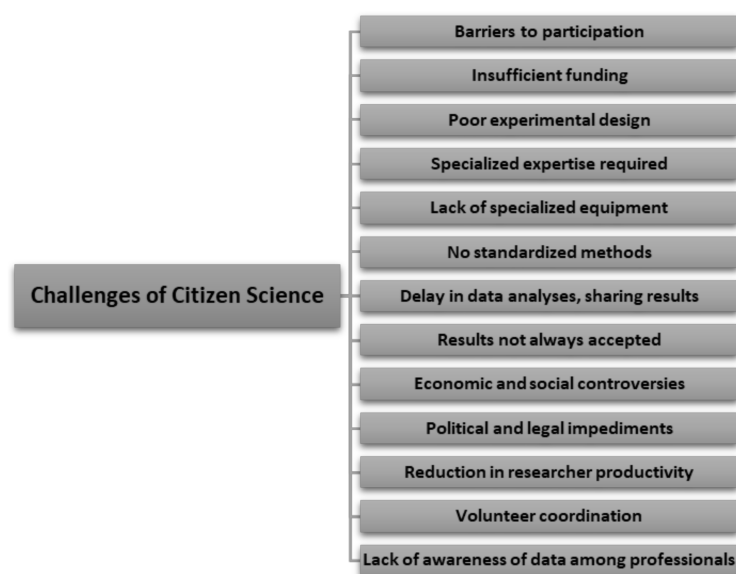 Challenges of Citizen Science
Barriers to participation
Insufficient funding
Poor experimental design
Specialized expertise required
Lack of specialized equipment
No standardized methods
Delay in data analyses, sharing results
Results not always accepted
Economic and social controversies
Political and legal impediments
Reduction in researcher productivity
Volunteer coordination
Lack of awareness of data among professionals